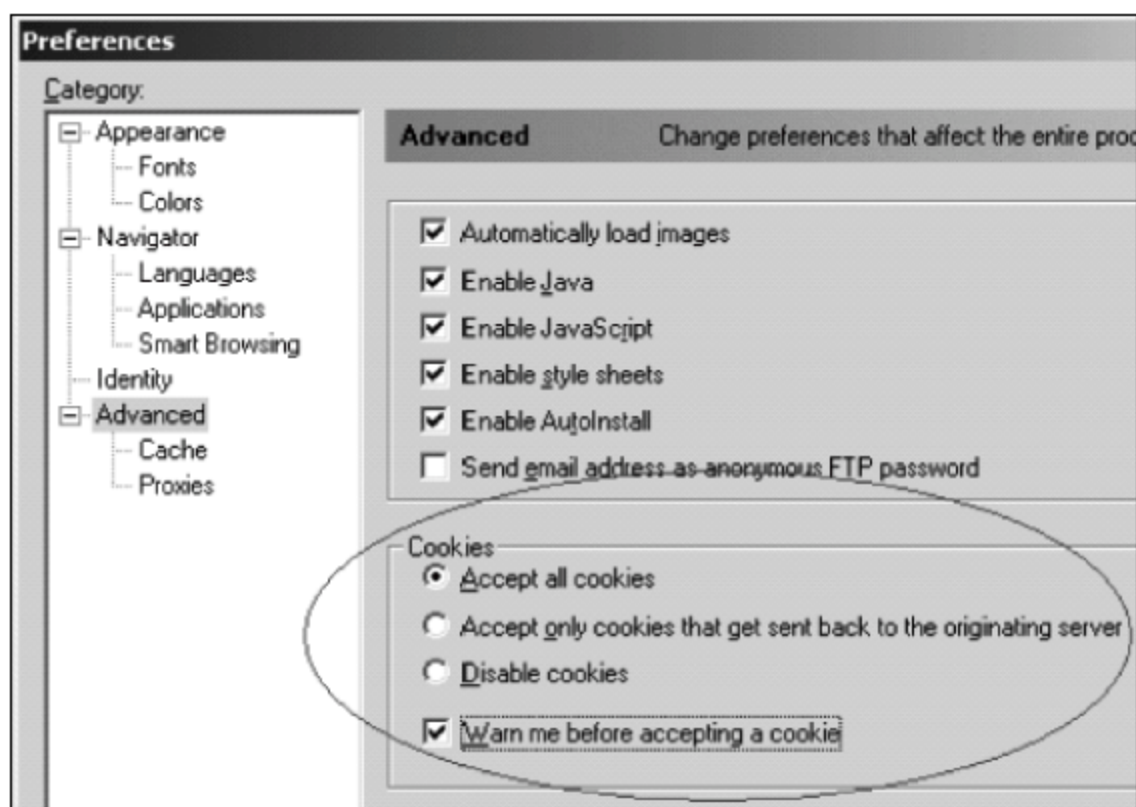 Preferences
Category:
Appearance
Fonts
Colors
Navigator
Languages
Applications
Smart Browsing
Identity
Advanced
Cache
Proxies
Advanced Change preferences that affect the entire proc
Automatically load images
Enable Java
Enable JavaScript
Enable style sheets
Enable AutoInstall
Send email address as anonymous FTP password
Cookies
Accept all cookies
Accept only cookies that get sent back to the originating server
Disable cookies
Warn me before accepting a cookie